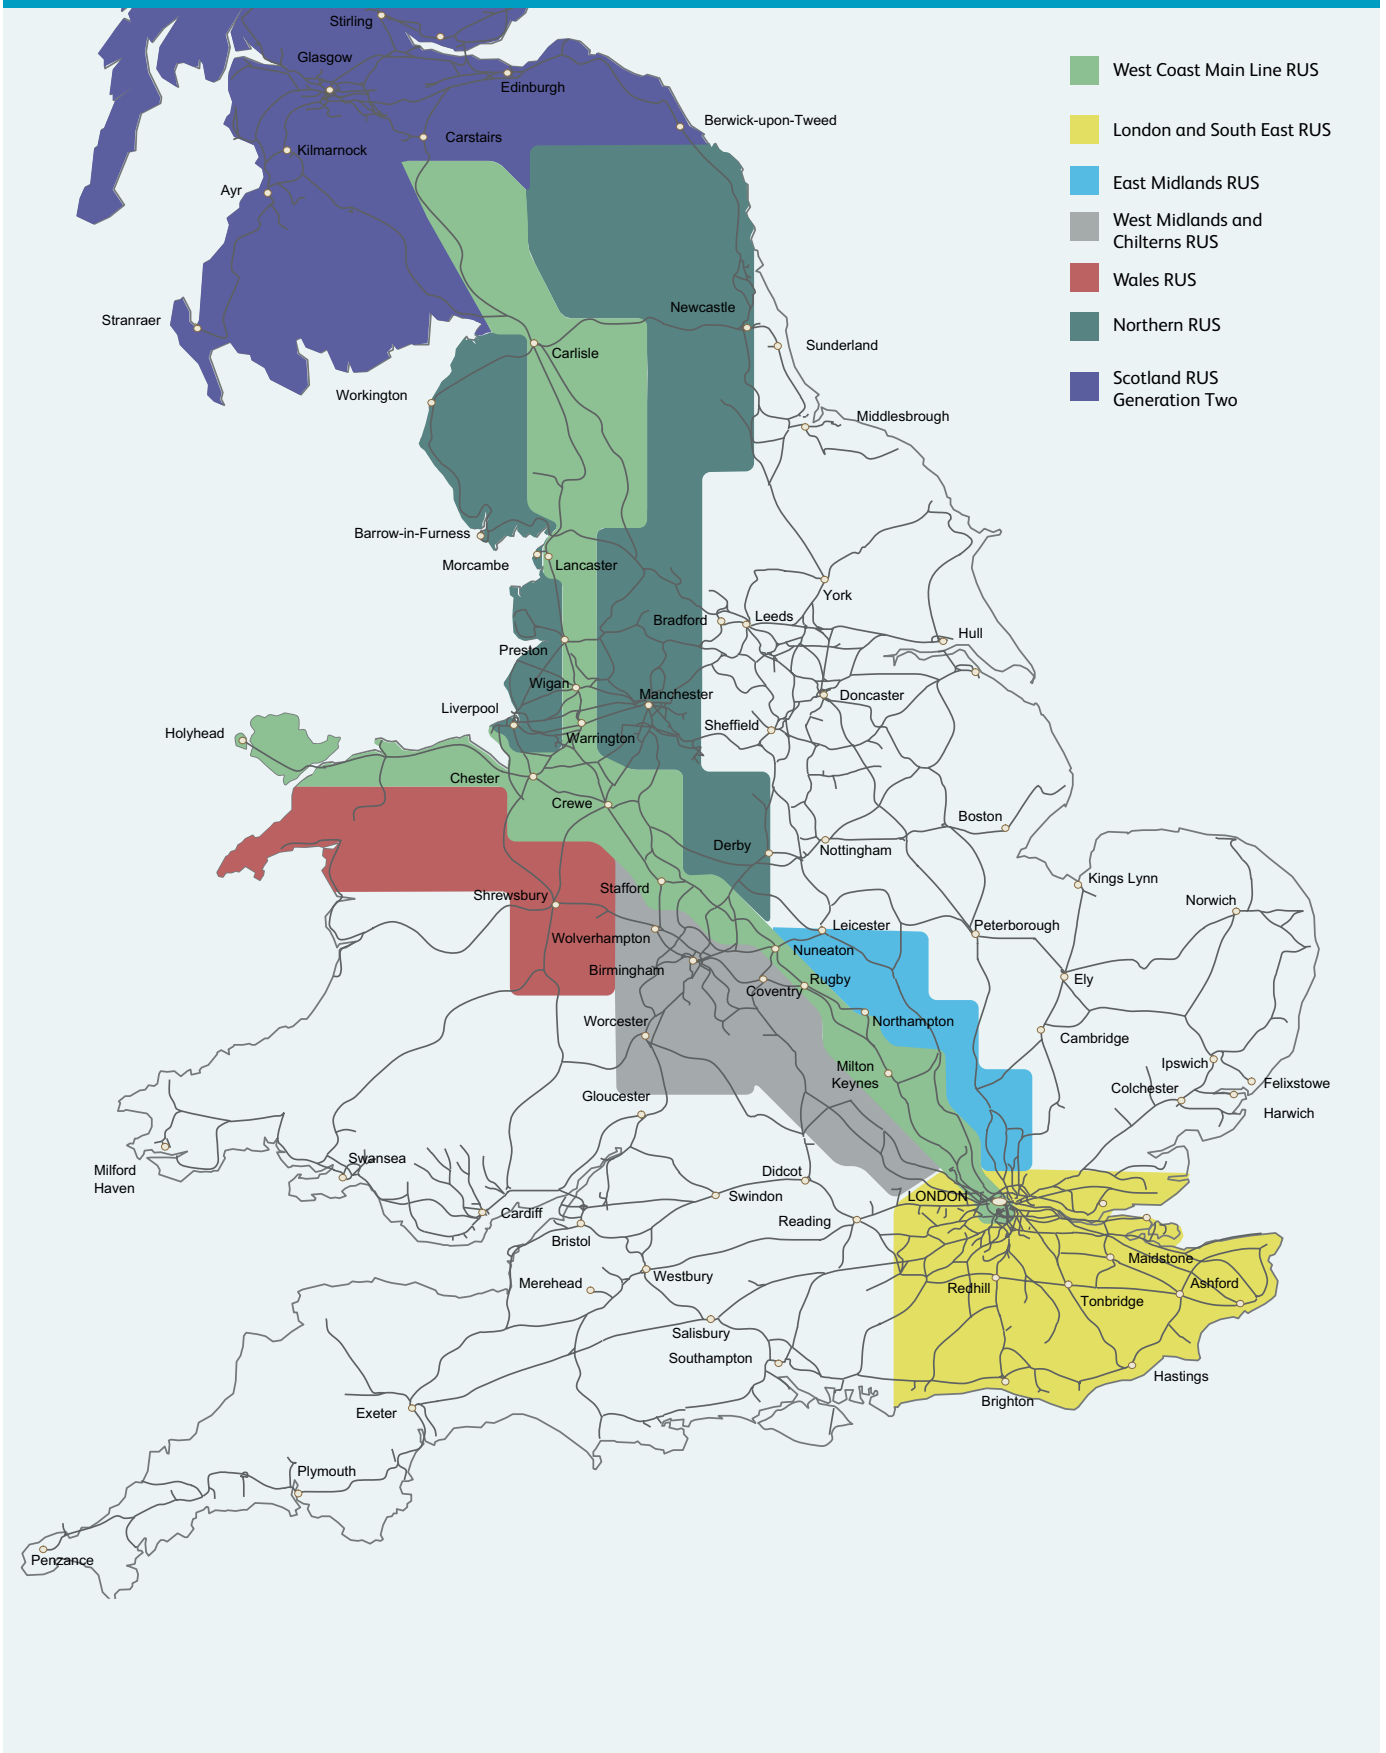 Stirling
Glasgow
Edinburgh
West Coast Main Line RUS
Berwick-upon-Tweed
London and South East RUS
Carstairs
Kilmarnock
Ayr
East Midlands RUS
West Midlands and
Chilterns RUS
Wales RUS
Newcastle
Stranraer
Northern RUS
Sunderland
Carlisle
Scotland RUS
Generation Two
Workington
Middlesbrough
Barrow-in-Furness
Morcambe
Lancaster
York
Bradford
Leeds
Hull
Preston
Wigan
Manchester
Doncaster
Liverpool
Sheffield
Holyhead
Warrington
Chester
Crewe
Boston
Derby
Nottingham
Kings Lynn
Stafford
Shrewsbury
Norwich
Leicester
Peterborough
Wolverhampton
Nuneaton
Birmingham
Rugby
Ely
Coventry
Worcester
Northampton
Cambridge
Milton
Keynes
Ipswich
Colchester
Felixstowe
Gloucester
Harwich
Swansea
Milford
Haven
Didcot
Swindon
LONDON
Cardiff
Reading
Bristol
Maidstone
Westbury
Merehead
Redhill
Ashford
Tonbridge
Salisbury
Southampton
Hastings
Brighton
Exeter
Plymouth
Penzance